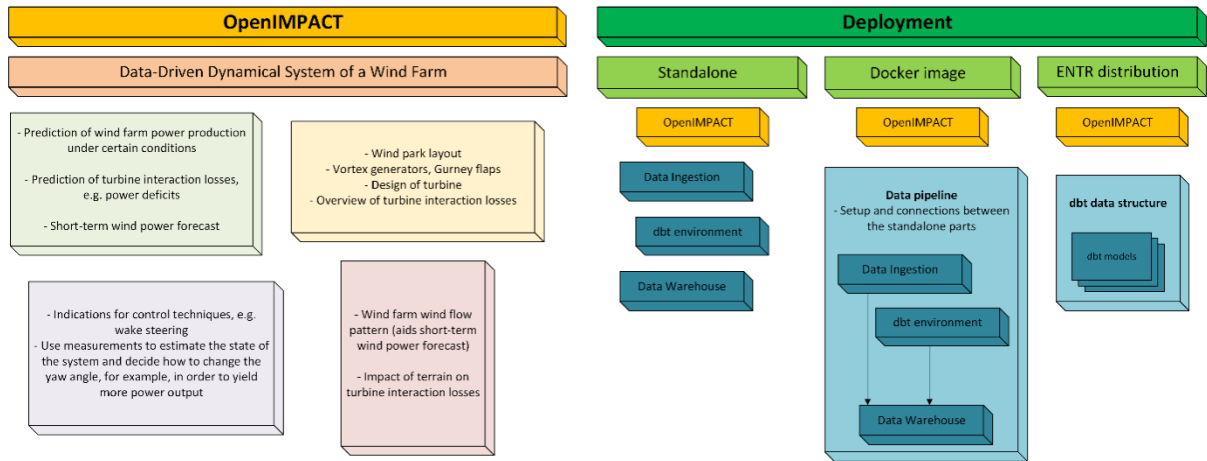 OpenIMPACT
Data-Driven Dynamical System of a Wind Farm
- Prediction of wind farm power production
under certain conditions
- Prediction of turbine interaction losses,
e.g. power deficits
- Short-term wind power forecast
- Wind park layout
- Vortex generators, Gurney flaps
- Design of turbine
- Overview of turbine interaction losses
- Indications for control techniques, e.g.
wake steering
- Use measurements to estimate the state of
the system and decide how to change the
yaw angle, for example, in order to yield
more power output
- Wind farm wind flow
pattern (aids short-term
wind power forecast)
- Impact of terrain on
turbine interaction losses
Deployment
Standalone
OpenIMPACT
Data Ingestion
dbt environment
Data Warehouse
Docker image
OpenIMPACT
Data pipeline
- Setup and connections between
the standalone parts
Data Ingestion
dbt environment
Data Warehouse
ENTR distribution
OpenIMPACT
dbt data structure
dbt models